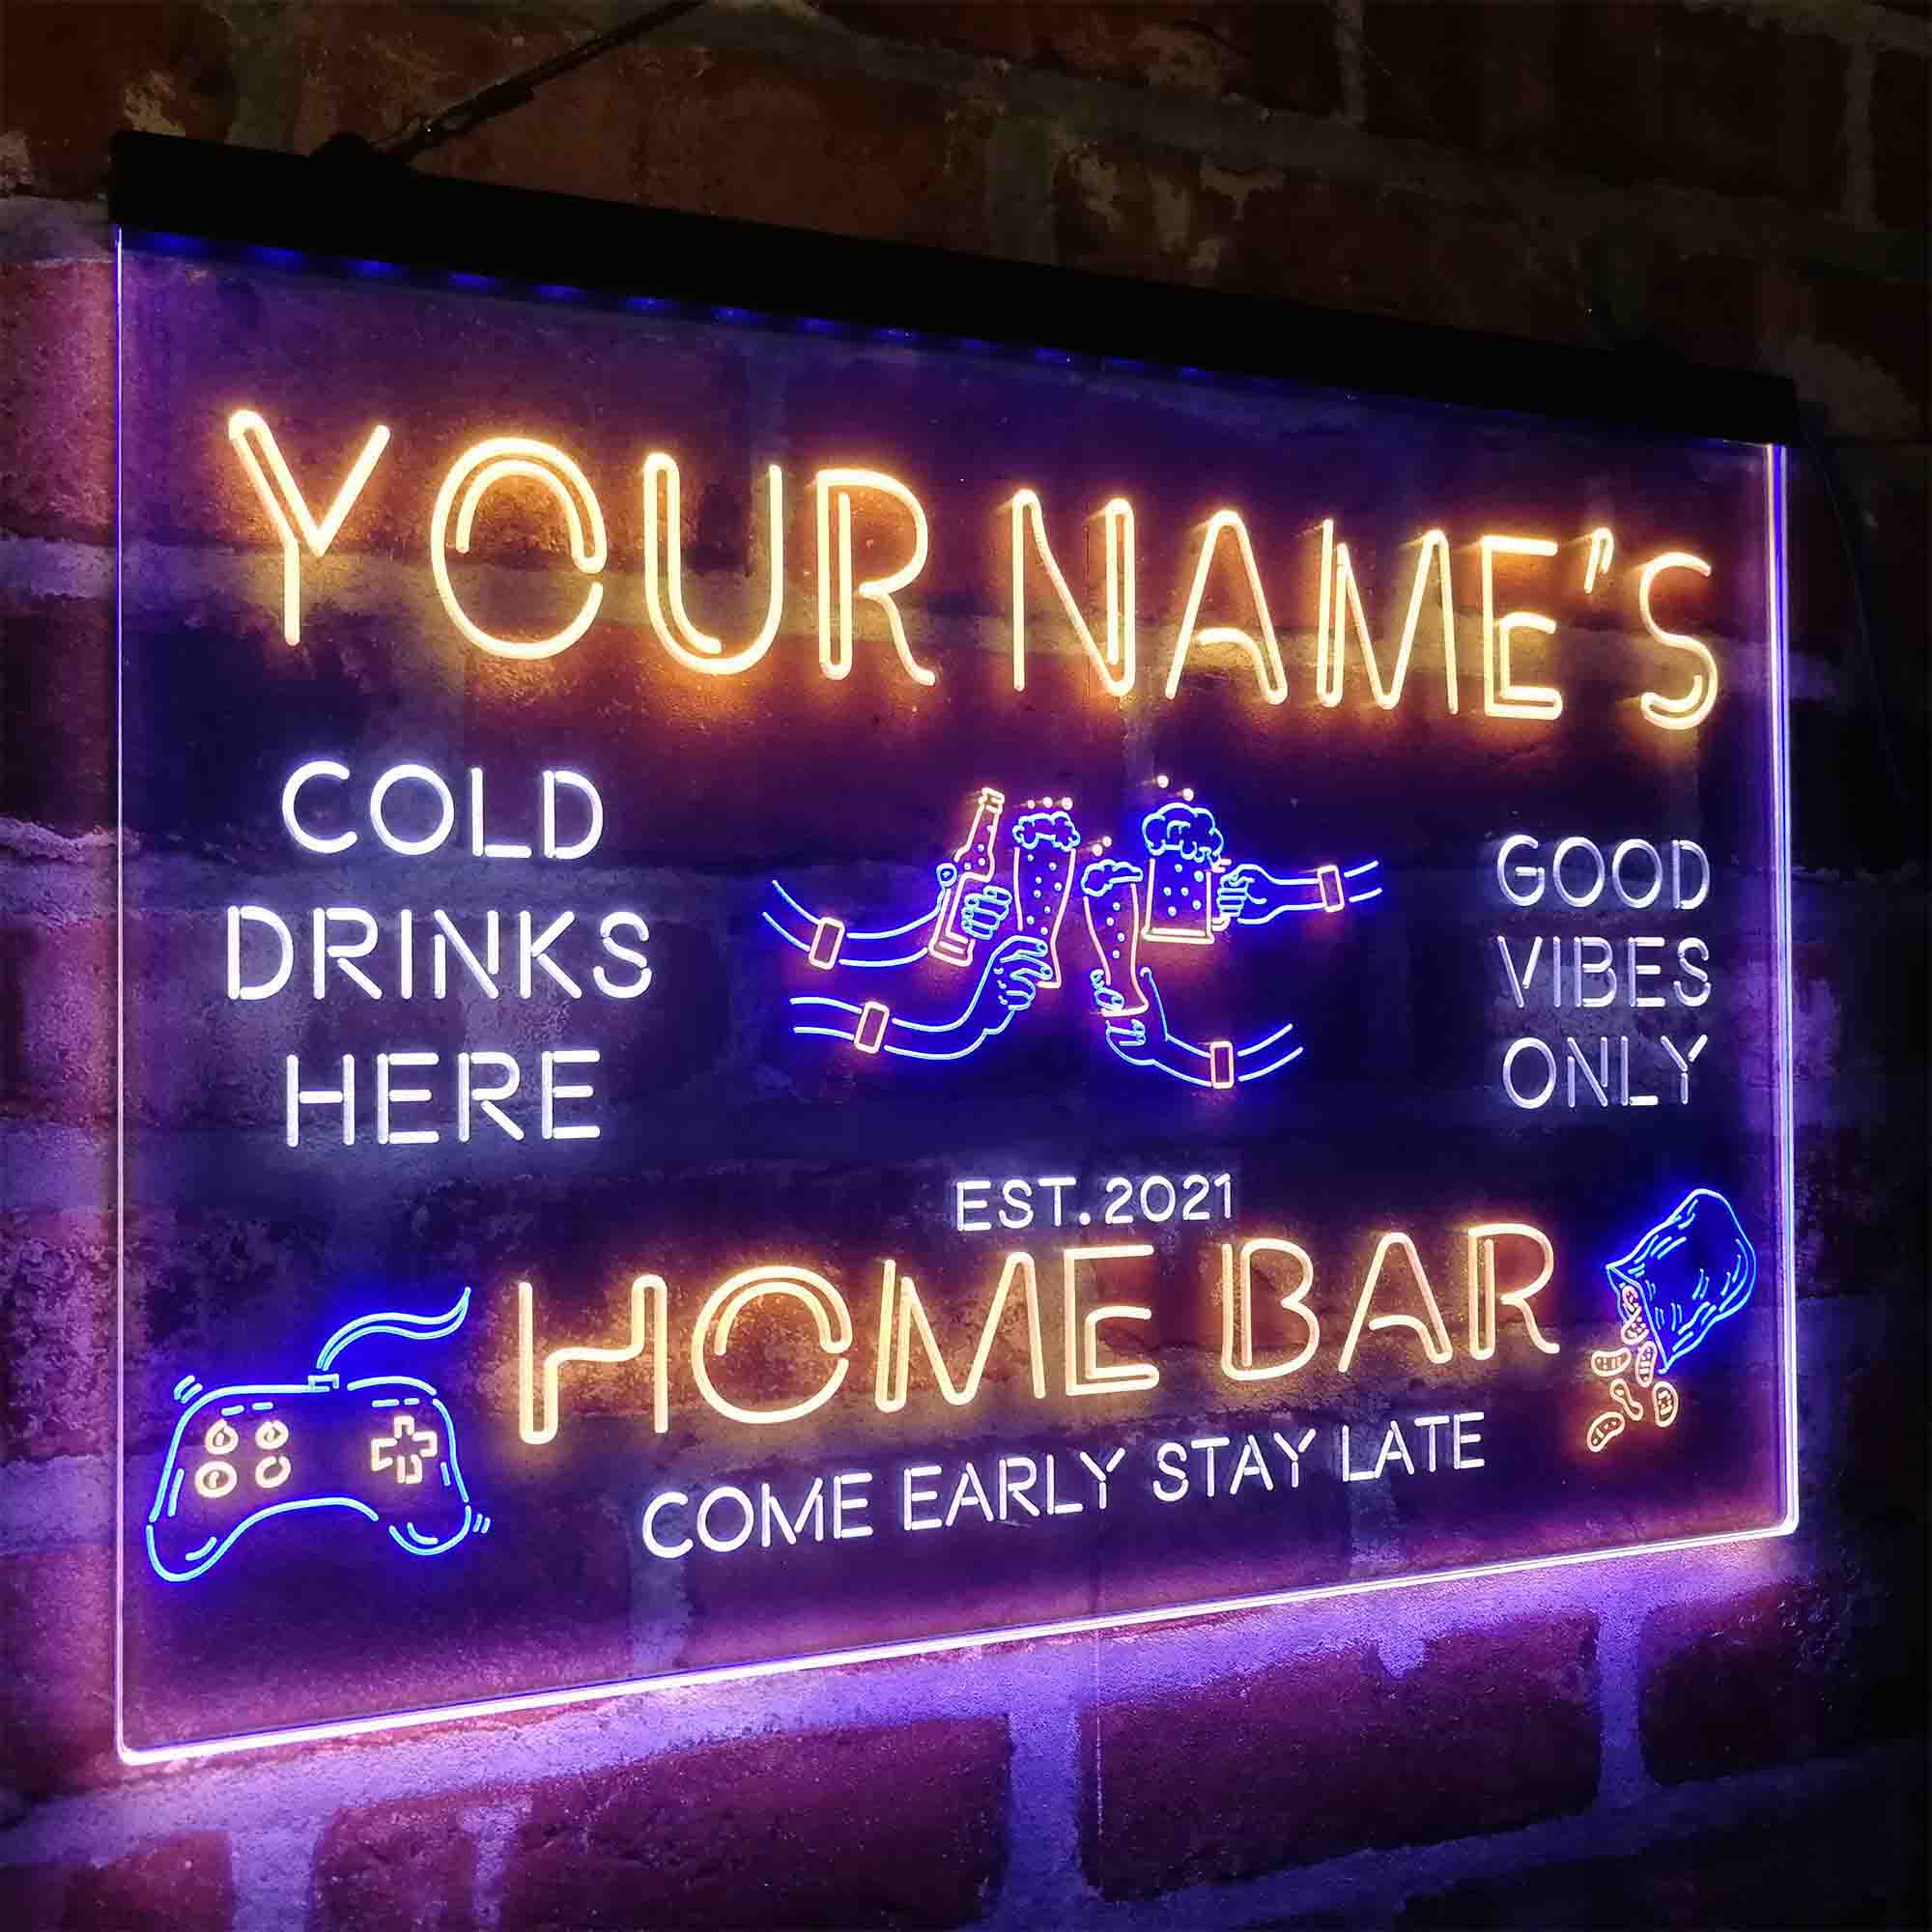 YOUR NAME'S
COLD
DRINKS
HERE
GOOD
VIBES
ONLY
EST.2021
HOME BAR
COME EARLY STAY LATE